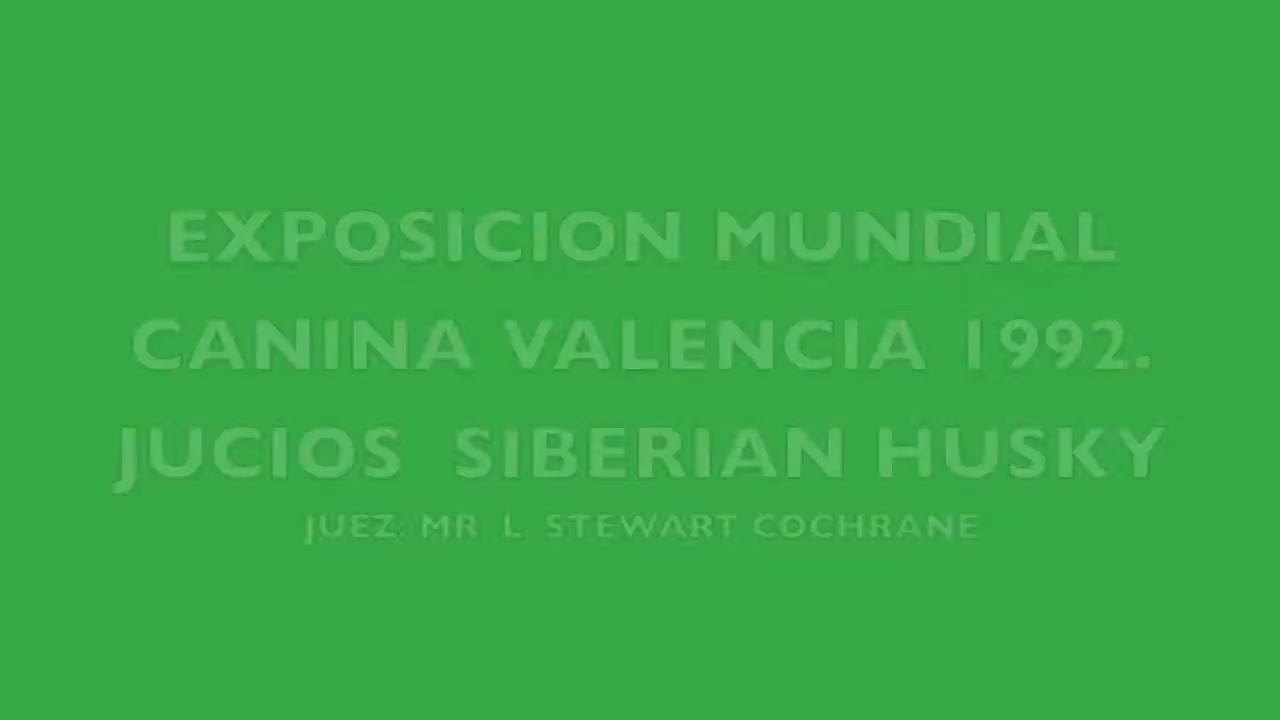 EXPOSICION MUNDIAL
CANINA VALENCIA 1992.
JUCIOS SIBERIAN HUSKY
JUEZ: MR L STEWART COCHRANE